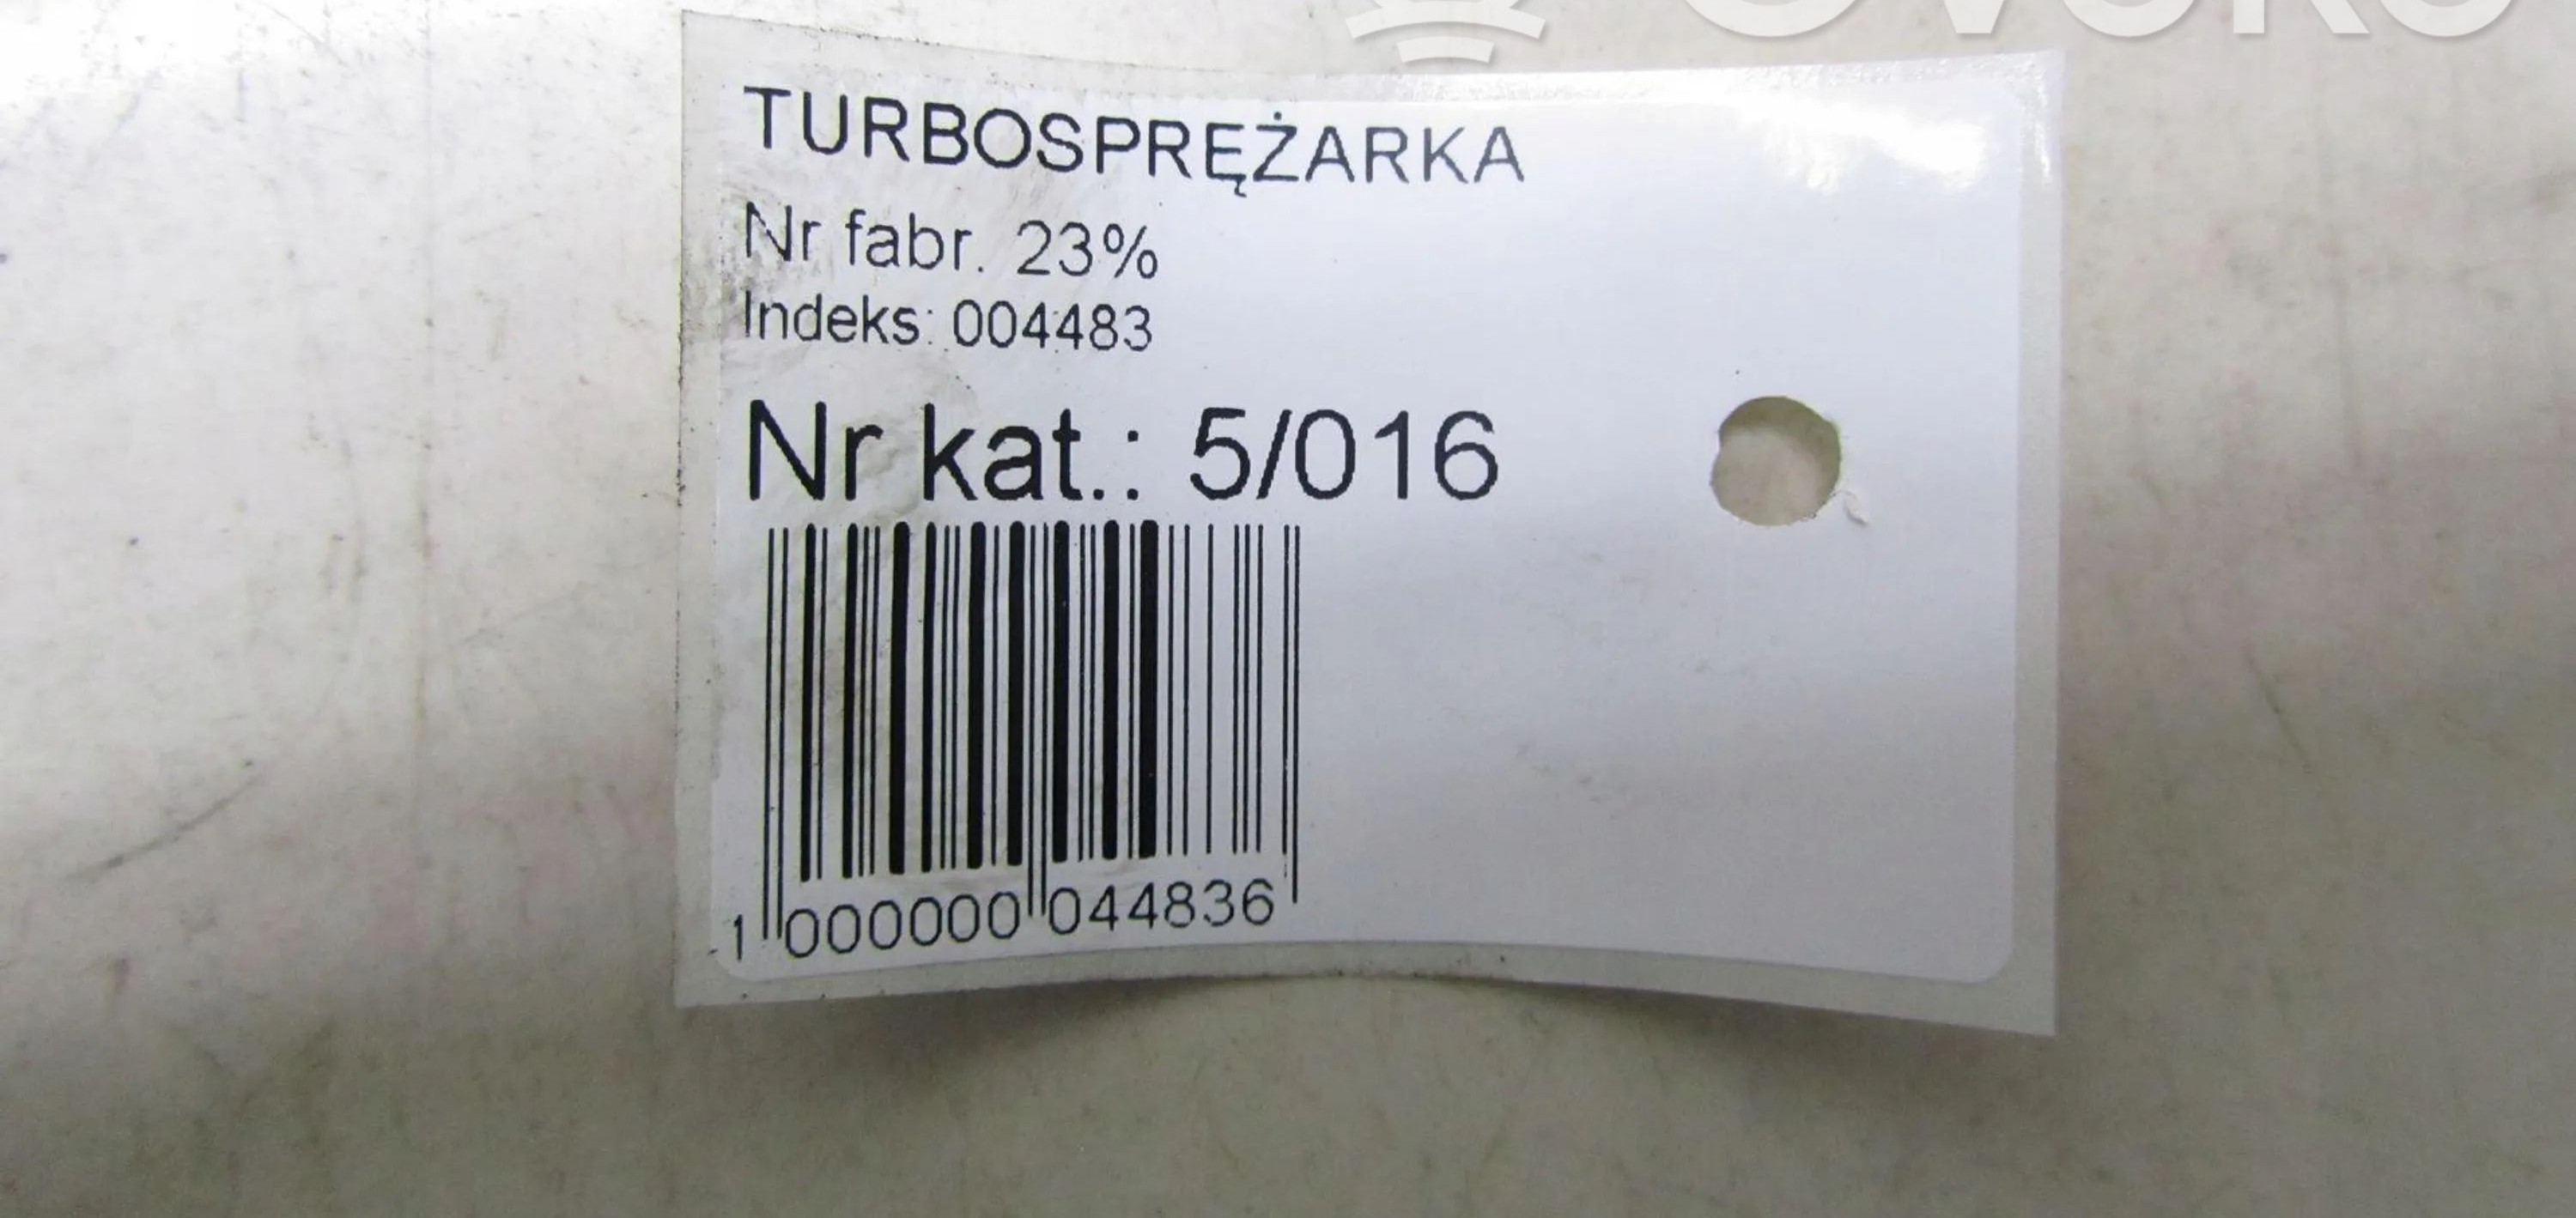 TURBOSPRĘŻARKA
Nr fabr. 23%
Indeks: 004483
Nr kat.: 5/016
1 000000 044836